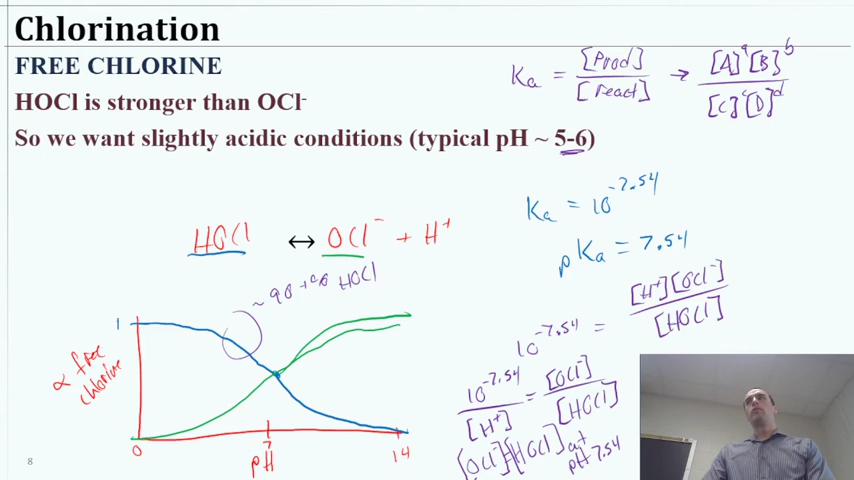 Chlorination
FREE CHLORINE
HOCl is stronger than OCl-
So we want slightly acidic conditions (typical pH ~ 5-6)
Ka = [Prod] / [react] → [A]^a [B]^b / [C]^c [D]^d
Ka = 10^-7.54
pKa = 7.54
HOCl ↔ OCl^- + H^+
10^-7.54 = [H^+][OCl^-] / [HOCl]
10^-7.54 / [H^+] = [OCl^-] / [HOCl]
[OCl^-]=[HOCl] at
pH 7.54
HOCl
1
∝ free
chlorine
0
7
14
pH
8